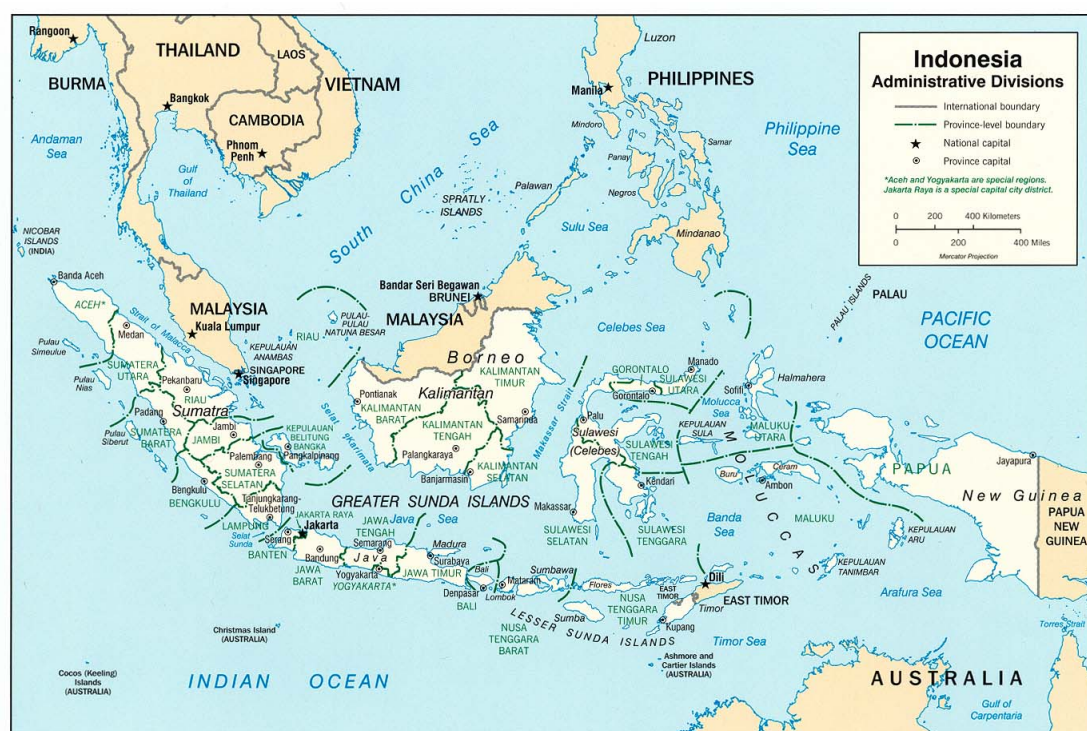 Indonesia
Administrative Divisions
International boundary
Province-level boundary
National capital
Province capital
*Aceh and Yogyakarta are special regions.
Jakarta Raya is a special capital city district.
0 200 400 Kilometers
0 200 400 Miles
Mercator Projection
Rangoon
BURMA
THAILAND
LAOS
VIETNAM
Bangkok
CAMBODIA
Phnom
Penh
Andaman
Sea
Gulf
of
Thailand
South China Sea
SPRATLY
ISLANDS
Luzon
PHILIPPINES
Manila
Mindoro
Samar
Panay
Palawan
Negros
Sulu Sea
Mindanao
Philippine
Sea
NICOBAR
ISLANDS
(INDIA)
Banda Aceh
ACEH*
Medan
Strait of Malacca
MALAYSIA
Kuala Lumpur
Pulau
Simeulue
SUMATERA
UTARA
Pulau
Nias
Pekanbaru
RIAU
Sumatra
SINGAPORE
Singapore
KEPULAUAN
ANAMBAS
RIAU
PULAU-
PULAU
NATUNA BESAR
Bandar Seri Begawan
BRUNEI
MALAYSIA
Borneo
Kalimantan
KALIMANTAN
TIMUR
Pontianak
KALIMANTAN
BARAT
KALIMANTAN
TENGAH
Samarinda
Palangkaraya
Banjarmasin
KALIMANTAN
SELATAN
Makassar Strait
Celebes Sea
PALAU ISLANDS
PALAU
PACIFIC
OCEAN
Padang
SUMATERA
BARAT
Pulau
Siberut
Jambi
JAMBI
KEPULAUAN
BELITUNG
BANGKA
Pangkalpinang
Palembang
SUMATERA
SELATAN
Bengkulu
BENGKULU
Tanjungkarang-
Telukbetung
LAMPUNG
Selat
Sunda
Selat
Karimata
GREATER SUNDA ISLANDS
JAKARTA RAYA
Jakarta
Serang
BANTEN
Bandung
JAWA
BARAT
JAWA
TENGAH
Java Sea
Semarang
Java
Yogyakarta
YOGYAKARTA*
JAWA TIMUR
Madura
Surabaya
Bali
Denpasar
BALI
Mataram
Lombok
Sumbawa
Sumba
Flores
NUSA
TENGGARA
BARAT
NUSA
TENGGARA
TIMUR
LESSER SUNDA ISLANDS
Kupang
EAST
TIMOR
Dili
EAST TIMOR
Timor
Timor Sea
GORONTALO
Gorontalo
SULAWESI
UTARA
Manado
Molucca
Sea
Sofifi
Halmahera
MALUKU
UTARA
Palu
Sulawesi
(Celebes)
SULAWESI
TENGAH
KEPULAUAN
SULA
Kendari
Makassar
SULAWESI
SELATAN
SULAWESI
TENGGARA
MOLUCCAS
Buru
Ceram
Ambon
Banda
Sea
MALUKU
PAPUA
Jayapura
New Guinea
PAPUA
NEW
GUINEA
KEPULAUAN
ARU
KEPULAUAN
TANIMBAR
Arafura Sea
Torres Strait
Christmas Island
(AUSTRALIA)
Cocos (Keeling)
Islands
(AUSTRALIA)
INDIAN OCEAN
Ashmore and
Cartier Islands
(AUSTRALIA)
AUSTRALIA
Gulf of
Carpentaria